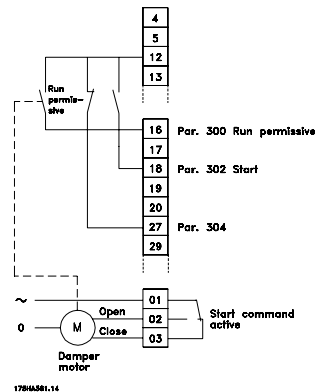 4
5
12
13
Run
permis-
sive
16 Par. 300 Run permissive
17
18 Par. 302 Start
19
20
27 Par. 304
29
~ 01
Open 02 Start command
active
0 M Close 03
Damper
motor
175HA381.14